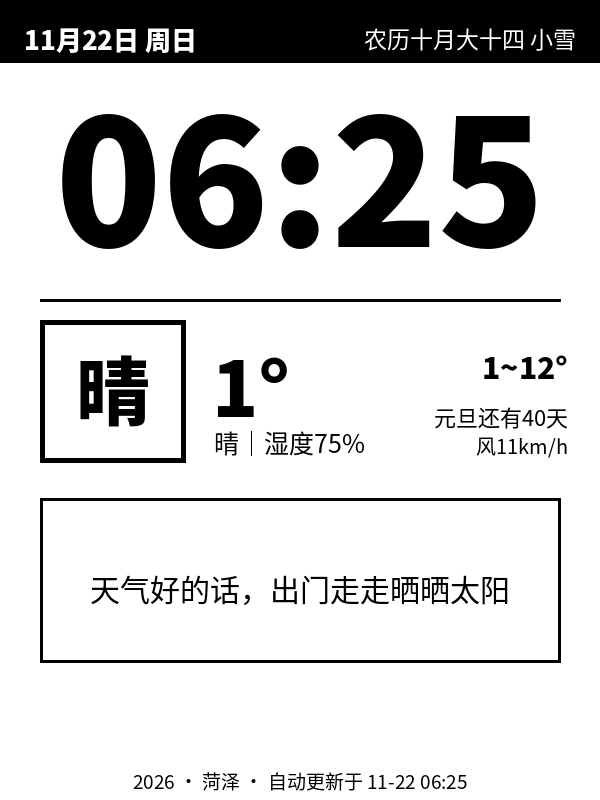 11月22日 周日
农历十月大十四 小雪
06:25
晴
1°
晴｜湿度75%
1~12°
元旦还有40天
风11km/h
天气好的话，出门走走晒晒太阳
2026 • 菏泽 • 自动更新于 11-22 06:25